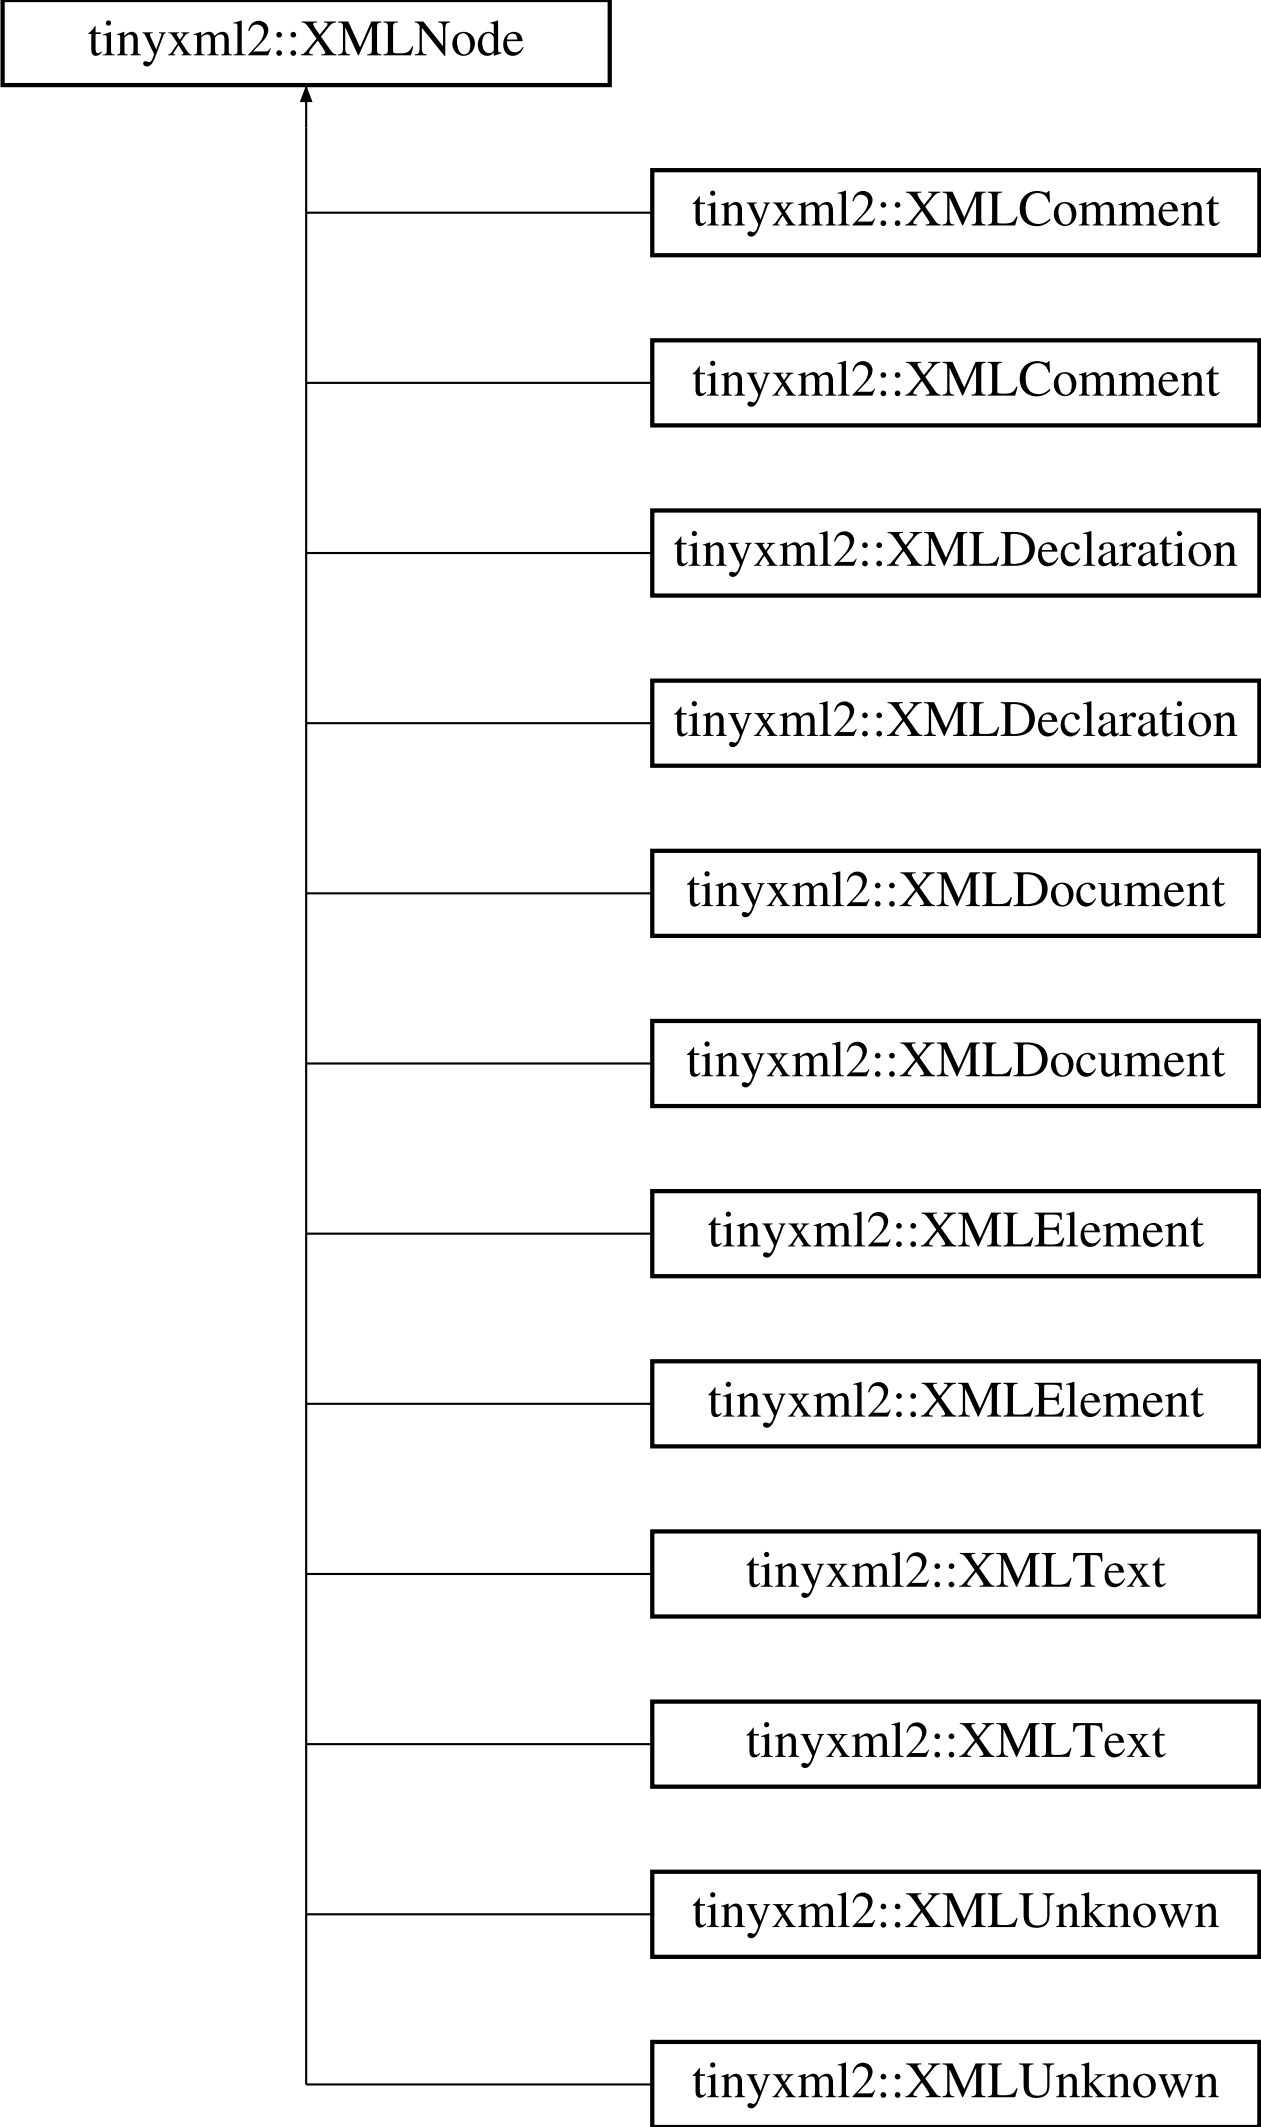 tinyxml2::XMLNode
tinyxml2::XMLComment
tinyxml2::XMLComment
tinyxml2::XMLDeclaration
tinyxml2::XMLDeclaration
tinyxml2::XMLDocument
tinyxml2::XMLDocument
tinyxml2::XMLElement
tinyxml2::XMLElement
tinyxml2::XMLText
tinyxml2::XMLText
tinyxml2::XMLUnknown
tinyxml2::XMLUnknown